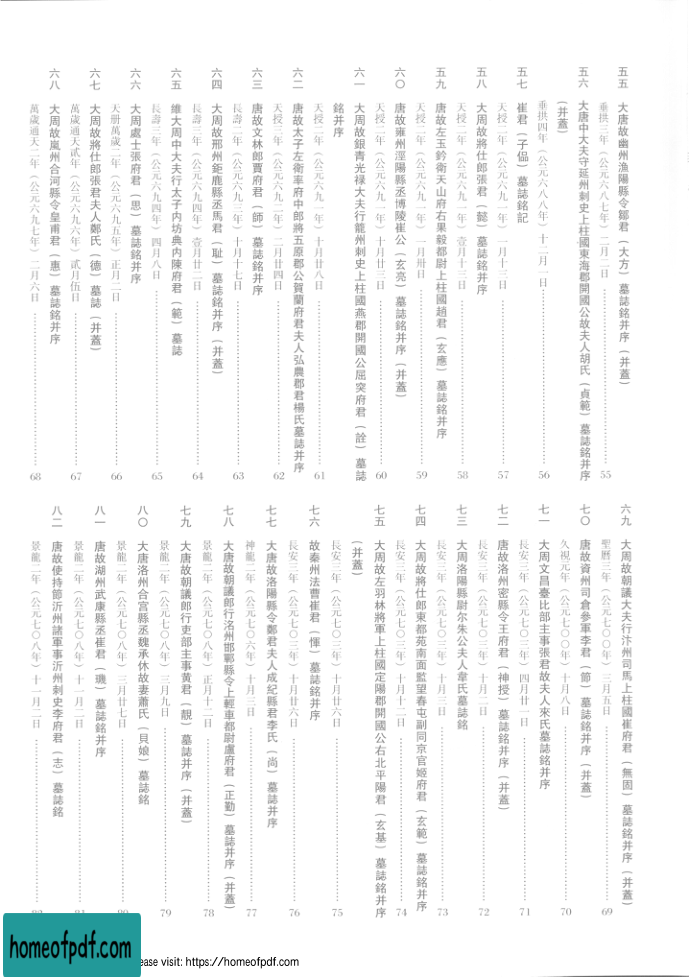 五五 大唐故幽州漁陽縣令鄒君（大方）墓誌銘并序（并蓋）
垂拱三年（公元六八七年）二月二日 55
五六 大唐中大夫守延州刺史上柱國東海郡開國公故夫人胡氏（貞範）墓誌銘并序
（并蓋）
垂拱四年（公元六八八年）十二月二日 56
五七 崔君（子偘）墓誌銘記
天授二年（公元六九一年）一月十二日 57
五八 大周故將仕郎張君（懿）墓誌銘并序
天授二年（公元六九一年）壹月十三日 58
五九 唐故左玉鈐衛天山府右果毅都尉上柱國趙君（玄應）墓誌銘并序
天授二年（公元六九一年）一月卅日 59
六〇 唐故雍州涇陽縣丞博陵崔公（玄亮）墓誌銘并序（并蓋）
天授二年（公元六九一年）十月廿三日 60
六一 大周故銀青光禄大夫行龍州刺史上柱國燕郡開國公屈突府君（詮）墓誌
銘并序
天授二年（公元六九一年）十月廿八日 61
六二 唐故太子左衛率府中郎將五原郡公賀蘭府君夫人弘農郡君楊氏墓誌并序
天授三年（公元六九二年）二月廿四日 62
六三 唐故文林郎賈府君（師）墓誌銘并序
長壽二年（公元六九三年）十月十七日 63
六四 大周故邢州鉅鹿縣丞馬君（耻）墓誌銘并序（并蓋）
長壽三年（公元六九四年）壹月廿二日 64
六五 維大周中大夫行太子内坊典内陳府君（範）墓誌
長壽三年（公元六九四年）四月八日 65
六六 大周處士張府君（思）墓誌銘并序
天册萬歲二年（公元六九五年）正月二日 66
六七 大周故將仕郎張君夫人鄭氏（德）墓誌（并蓋）
萬歲通天貳年（公元六九六年）貳月伍日 67
六八 大周故嵐州合河縣令皇甫君（惠）墓誌銘并序
萬歲通天二年（公元六九七年）二月六日 68
六九 大周故朝議大夫行汴州司馬上柱國崔府君（無固）墓誌銘并序（并蓋）
聖曆三年（公元七〇〇年）三月五日 69
七〇 唐故資州司倉參軍李君（節）墓誌銘并序（并蓋）
久視元年（公元七〇〇年）十月八日 70
七一 大周文昌臺比部主事張君故夫人來氏墓誌銘并序
長安三年（公元七〇三年）四月廿一日 71
七二 唐故洛州密縣令王府君（神授）墓誌銘并序（并蓋）
長安三年（公元七〇三年）十月二日 72
七三 大周洛陽縣尉尔朱公夫人韋氏墓誌銘
長安三年（公元七〇三年）十月三日 73
七四 大周故將仕郎東都苑南面監望春屯副同京官姬府君（玄範）墓誌銘并序
長安三年（公元七〇三年）十月十二日 74
七五 大周故左羽林將軍上柱國定陽郡開國公右北平陽君（玄基）墓誌銘并序
（并蓋）
長安三年（公元七〇三年）十月廿六日 75
七六 故秦州法曹崔君（惲）墓誌銘并序
長安三年（公元七〇三年）十月廿六日 76
七七 大唐故洛陽縣令鄭君夫人成紀縣君李氏（尚）墓誌銘并序
神龍二年（公元七〇六年）十月三日 77
七八 大唐故朝議郎行洺州邯鄲縣令上輕車都尉盧府君（正勤）墓誌并序（并蓋）
景龍二年（公元七〇八年）正月十二日 78
七九 大唐故朝議郎行吏部主事黄君（靚）墓誌并序（并蓋）
景龍二年（公元七〇八年）三月九日 79
八〇 大唐洛州合宫縣丞魏承休故妻蕭氏（貝娘）墓誌銘
景龍二年（公元七〇八年）三月廿七日
八一 唐故湖州武康縣丞崔君（璣）墓誌銘并序
景龍二年（公元七〇八年）十一月二日
八二 唐故使持節沂州諸軍事沂州刺史李府君（志）墓誌銘
景龍二年（公元七〇八年）十一月二日
homeofpdf.com
ease visit: https://homeofpdf.com